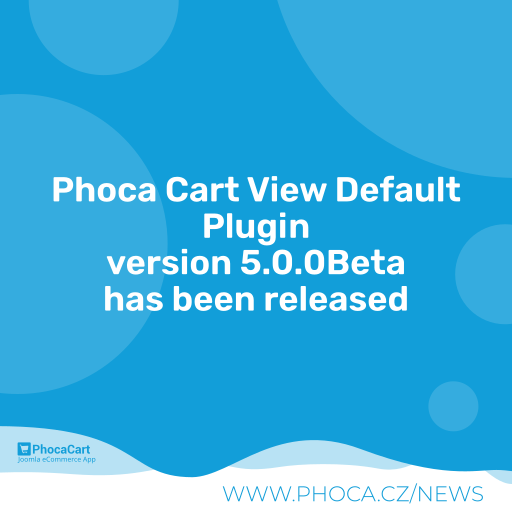 Phoca Cart View Default
Plugin
version 5.0.0Beta
has been released
PhocaCart
Joomla eCommerce App
WWW.PHOCA.CZ/NEWS